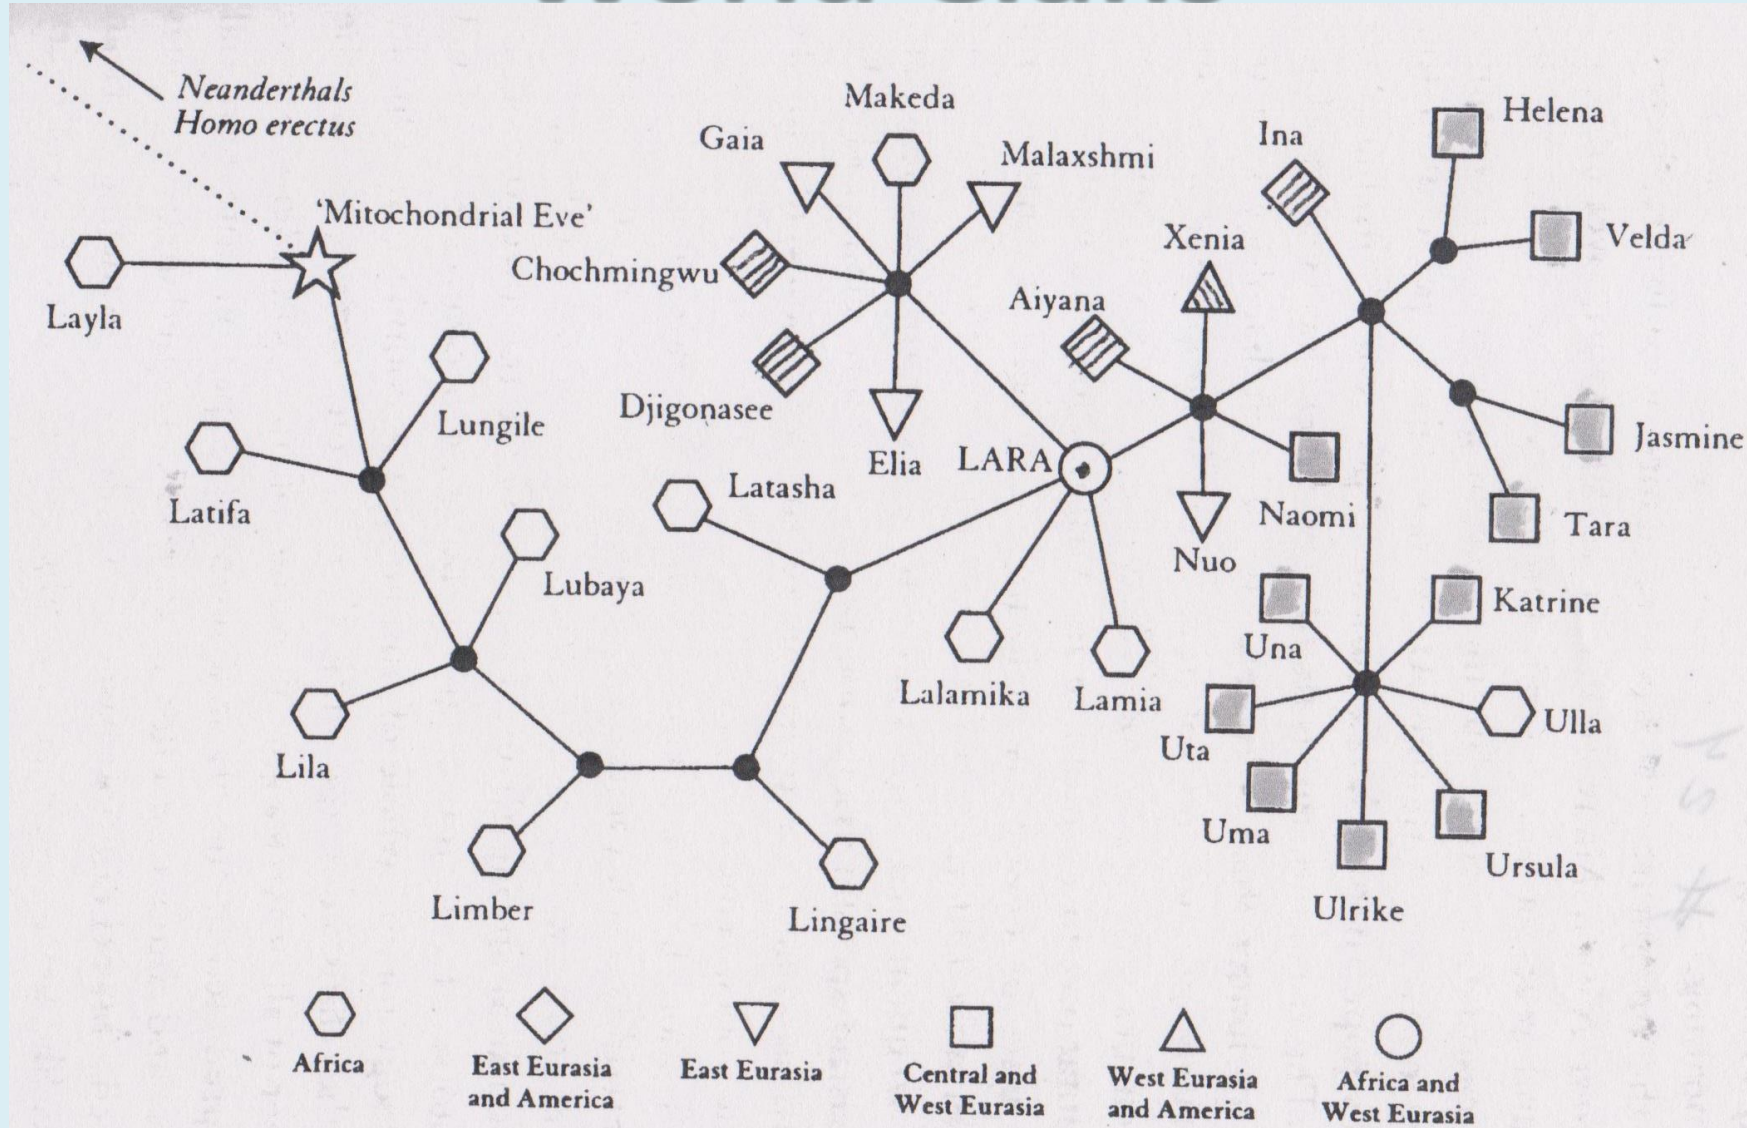 Neanderthals
Homo erectus
'Mitochondrial Eve'
Layla
Latifa
Lungile
Lubaya
Lila
Limber
Lingaire
Latasha
LARA
Lalamika
Lamia
Makeda
Gaia
Malaxshmi
Chochmingwu
Djigonasee
Elia
Aiyana
Xenia
Nuo
Naomi
Ina
Helena
Velda
Jasmine
Tara
Una
Katrine
Uta
Ulla
Uma
Ulrike
Ursula
Africa
East Eurasia
and America
East Eurasia
Central and
West Eurasia
West Eurasia
and America
Africa and
West Eurasia